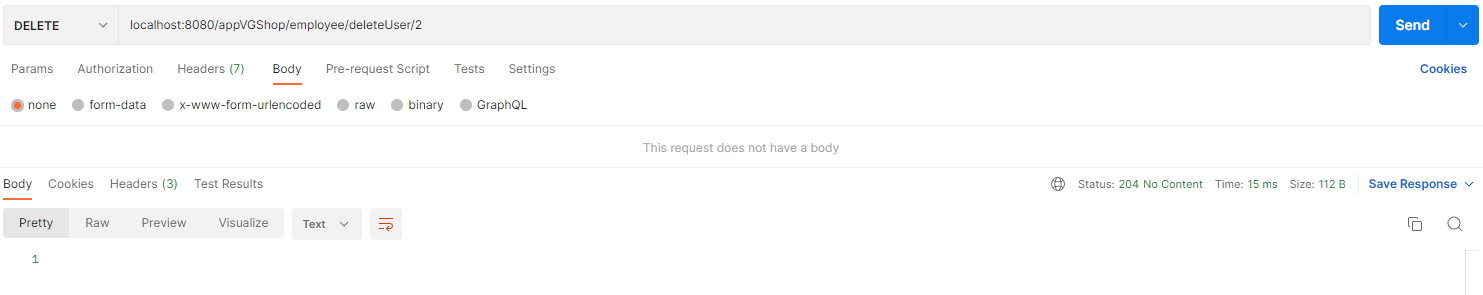 DELETE localhost:8080/appVGShop/employee/deleteUser/2 Send
Params Authorization Headers (7) Body Pre-request Script Tests Settings Cookies
none form-data x-www-form-urlencoded raw binary GraphQL
This request does not have a body
Body Cookies Headers (3) Test Results Status: 204 No Content Time: 15 ms Size: 112 B Save Response
Pretty Raw Preview Visualize Text
1